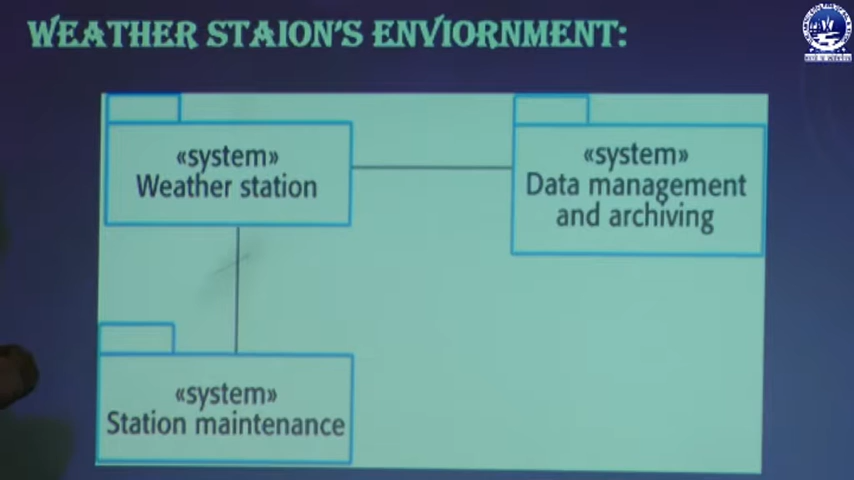 WEATHER STAION'S ENVIORNMENT:
«system»
Weather station
«system»
Data management
and archiving
«system»
Station maintenance